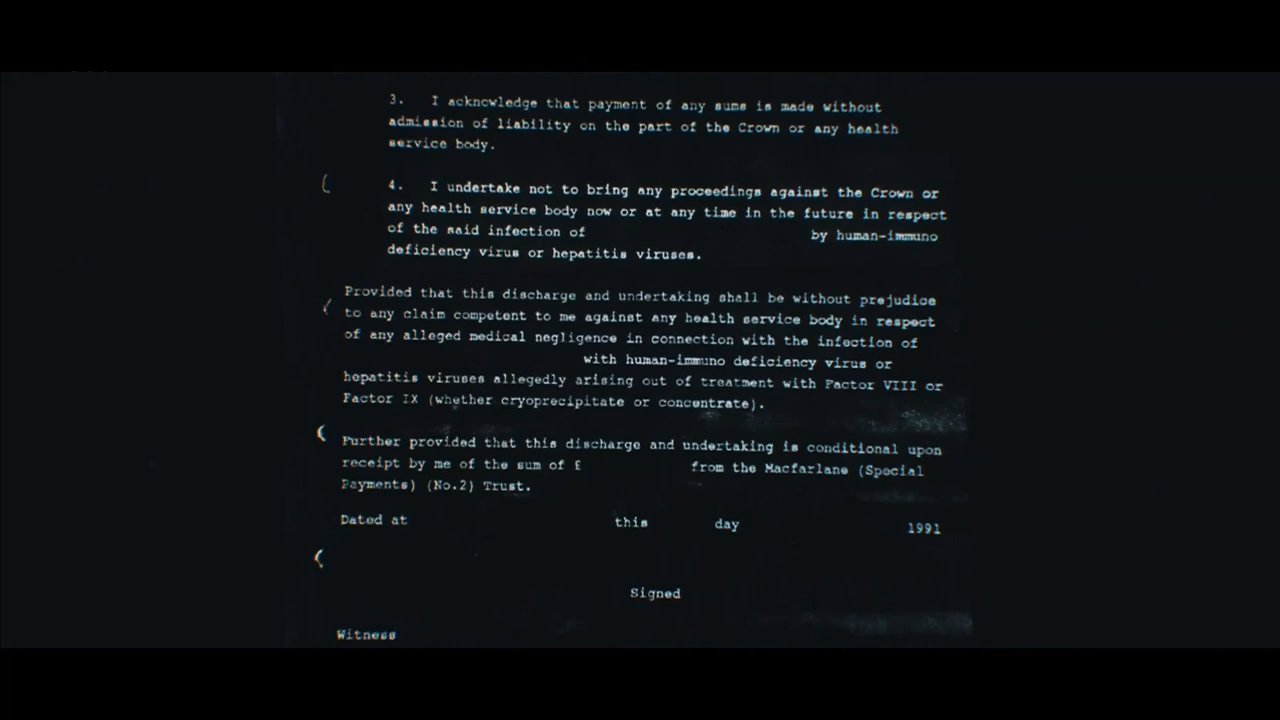 3. I acknowledge that payment of any sums is made without
admission of liability on the part of the Crown or any health
service body.
4. I undertake not to bring any proceedings against the Crown or
any health service body now or at any time in the future in respect
of the said infection of by human-immuno
deficiency virus or hepatitis viruses.
Provided that this discharge and undertaking shall be without prejudice
to any claim competent to me against any health service body in respect
of any alleged medical negligence in connection with the infection of
with human-immuno deficiency virus or
hepatitis viruses allegedly arising out of treatment with Factor VIII or
Factor IX (whether cryoprecipitate or concentrate).
Further provided that this discharge and undertaking is conditional upon
receipt by me of the sum of £ from the Macfarlane (Special
Payments) (No.2) Trust.
Dated at this day 1991
Signed
Witness